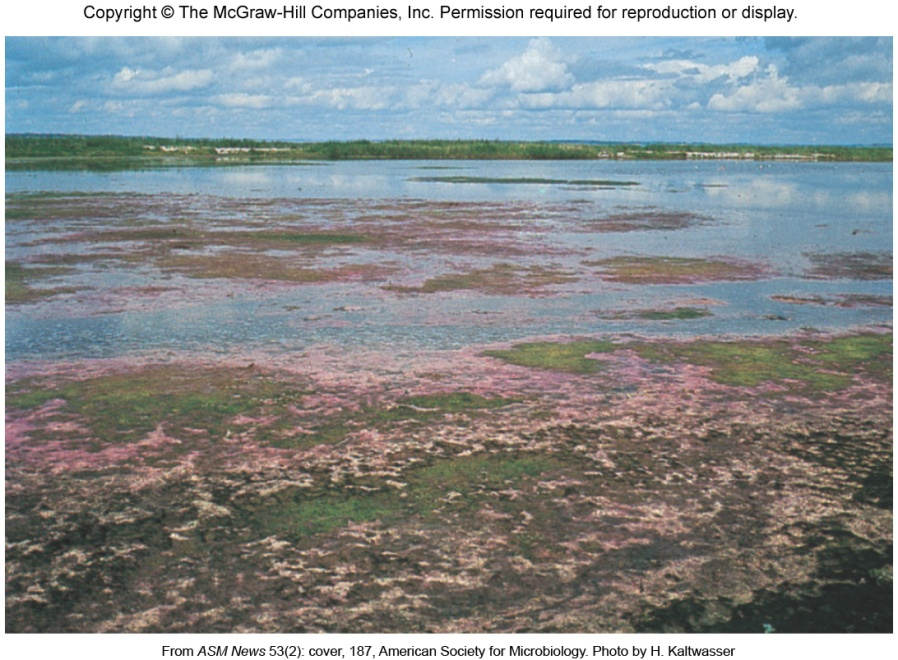 Copyright © The McGraw-Hill Companies, Inc. Permission required for reproduction or display.
From ASM News 53(2): cover, 187, American Society for Microbiology. Photo by H. Kaltwasser